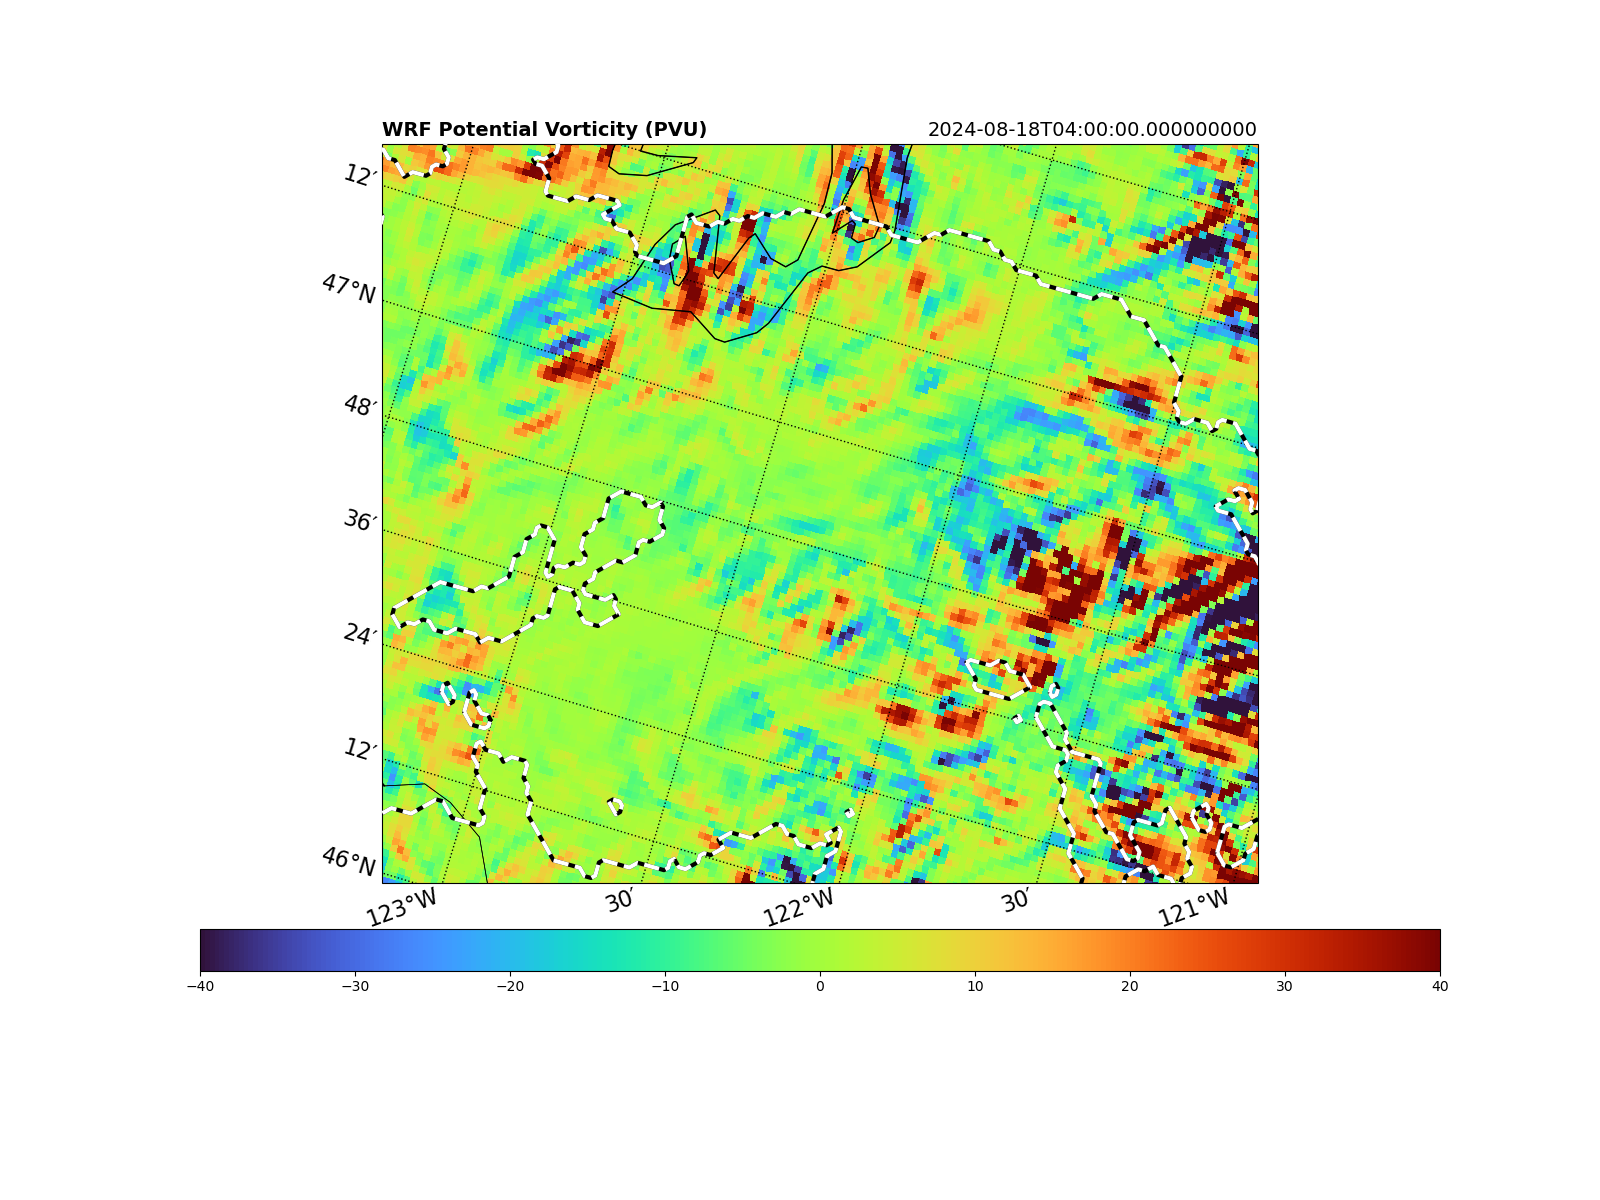 WRF Potential Vorticity (PVU)
2024-08-18T04:00:00.000000000
12′
47°N
48′
36′
24′
12′
46°N
123°W
30′
122°W
30′
121°W
−40
−30
−20
−10
0
10
20
30
40